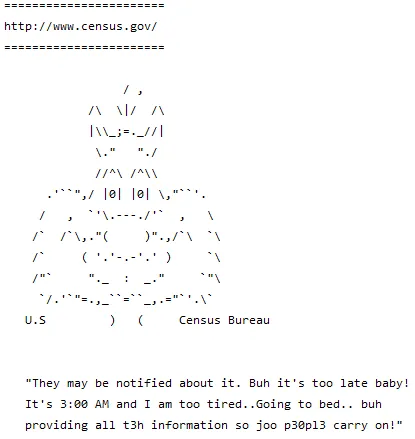 =======================
http://www.census.gov/
=======================
/ ,
/\  \|/  /\
|\\_;=._//|
\."   "./
//^\ /^\\
.'``",/ |0| |0| \,"``'.
/   ,  `'\.---./'`  ,   \
/`  /`\,."(     )".,/`\  `\
/`     ( '.'-.-'.' )     `\
/"`     "._  :  _."     `"\
`/.'`"=.,_``=``_,.="`'.\`
U.S         )   (     Census Bureau
"They may be notified about it. Buh it's too late baby!
It's 3:00 AM and I am too tired..Going to bed.. buh
providing all t3h information so joo p30pl3 carry on!"